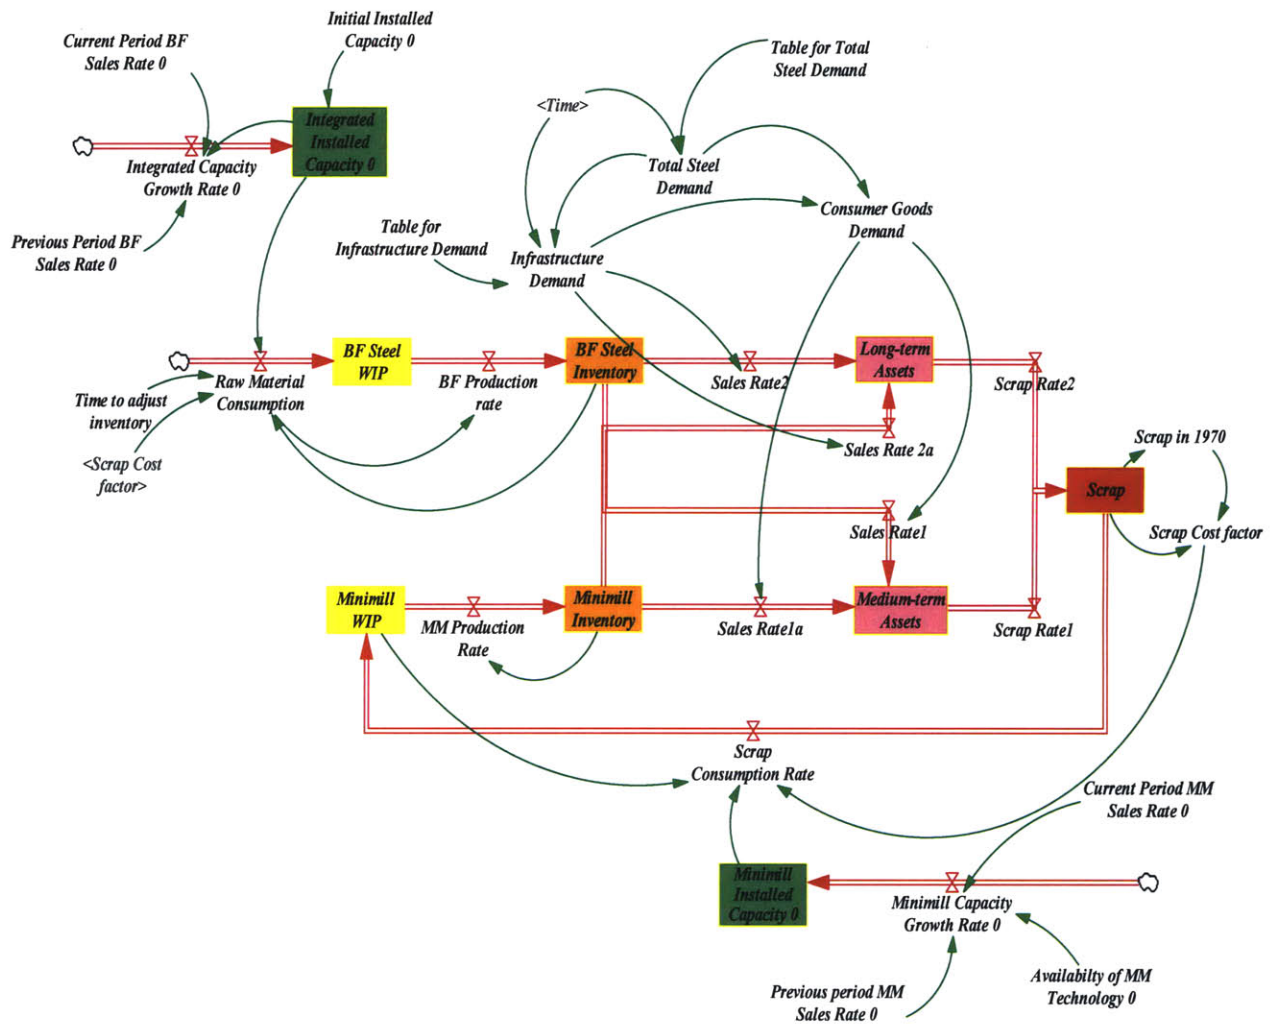 Initial Installed
Capacity 0
Current Period BF
Sales Rate 0
Table for Total
Steel Demand
<Time>
Integrated
Installed
Capacity 0
Integrated Capacity
Growth Rate 0
Total Steel
Demand
Consumer Goods
Demand
Previous Period BF
Sales Rate 0
Table for
Infrastructure Demand
Infrastructure
Demand
BF Steel
WIP
BF Steel
Inventory
Long-term
Assets
Raw Material
Consumption
BF Production
rate
Sales Rate2
Scrap Rate2
Time to adjust
inventory
<Scrap Cost
factor>
Sales Rate 2a
Scrap in 1970
Scrap
Sales Rate1
Scrap Cost factor
Minimill
WIP
Minimill
Inventory
Medium-term
Assets
MM Production
Rate
Sales Rate1a
Scrap Rate1
Scrap
Consumption Rate
Current Period MM
Sales Rate 0
Minimill
Installed
Capacity 0
Minimill Capacity
Growth Rate 0
Availabilty of MM
Technology 0
Previous period MM
Sales Rate 0